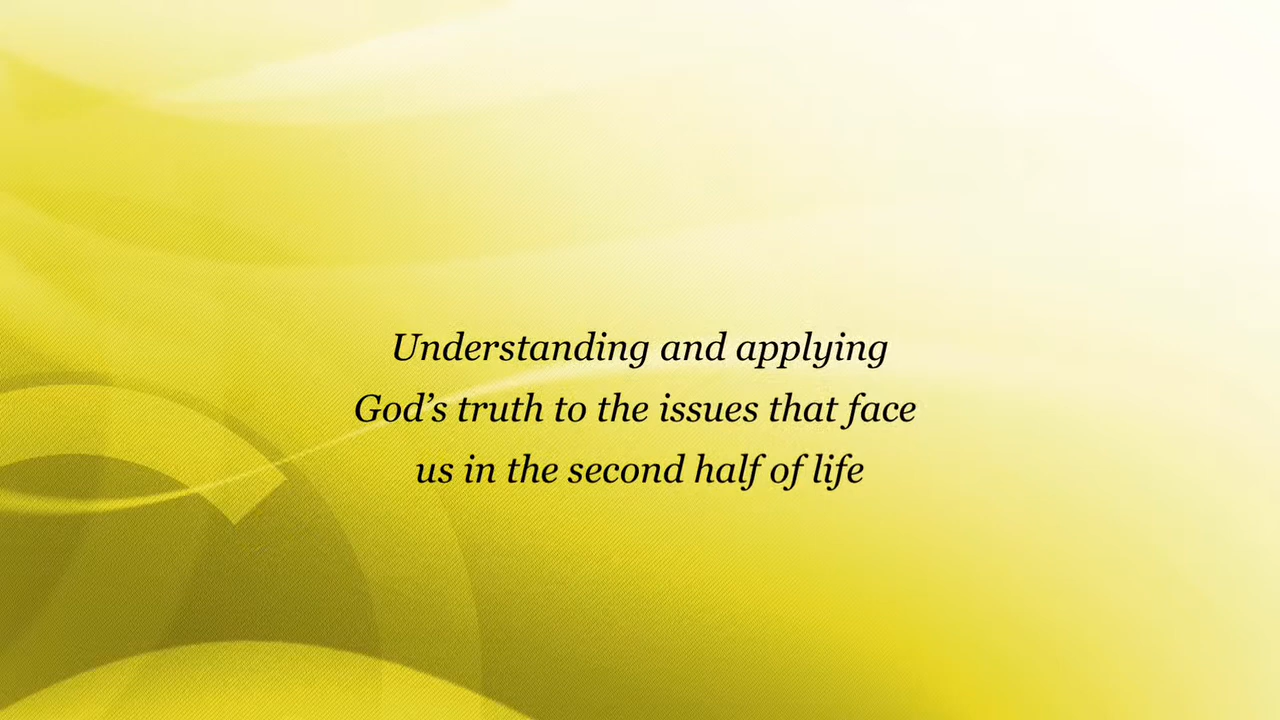 Understanding and applying
God’s truth to the issues that face
us in the second half of life